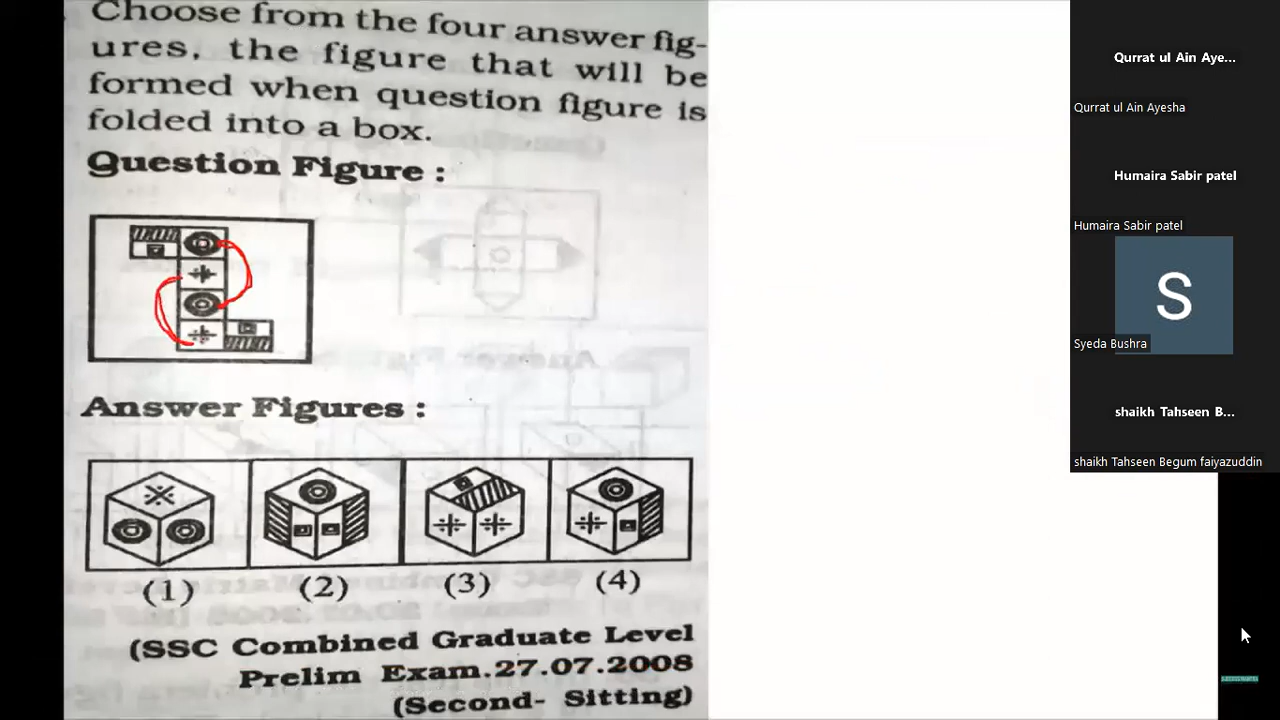 Choose from the four answer fig-
ures, the figure that will be
formed when question figure is
folded into a box.
Question Figure :
Answer Figures :
(1) (2) (3) (4)
(SSC Combined Graduate Level
Prelim Exam.27.07.2008
(Second- Sitting)
Qurrat ul Ain Aye...
Qurrat ul Ain Ayesha
Humaira Sabir patel
Humaira Sabir patel
S
Syeda Bushra
shaikh Tahseen B...
shaikh Tahseen Begum faiyazuddin